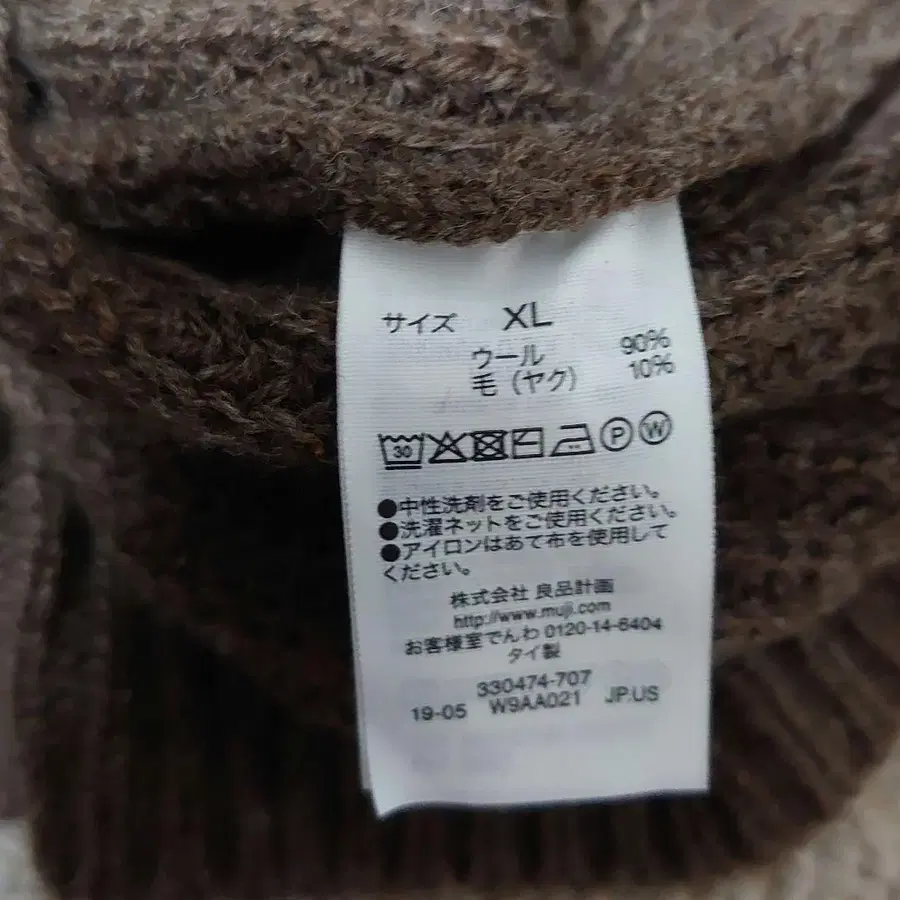 サイズ XL
ウール 90%
毛（ヤク） 10%
30 P W
●中性洗剤をご使用ください。
●洗濯ネットをご使用ください。
●アイロンはあて布を使用して
ください。
株式会社 良品計画
http://www.muji.com
お客様室でんわ 0120-14-6404
タイ製
330474-707
19-05 W9AA021 JP.US